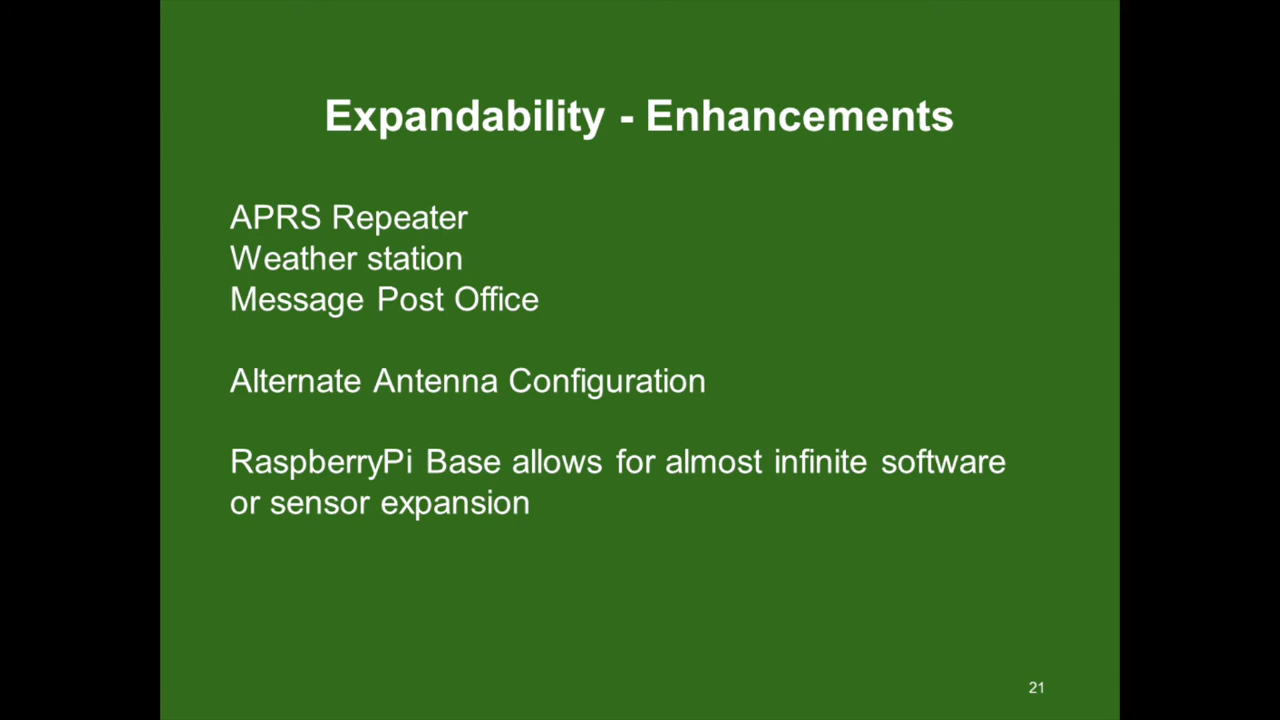 Expandability - Enhancements
APRS Repeater
Weather station
Message Post Office
Alternate Antenna Configuration
RaspberryPi Base allows for almost infinite software
or sensor expansion
21